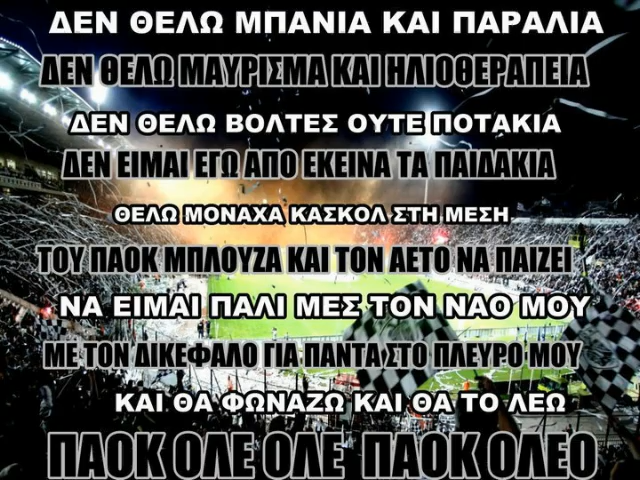 ΔΕΝ ΘΕΛΩ ΜΠΑΝΙΑ ΚΑΙ ΠΑΡΑΛΙΑ
ΔΕΝ ΘΕΛΩ ΜΑΥΡΙΣΜΑ ΚΑΙ ΗΛΙΟΘΕΡΑΠΕΙΑ
ΔΕΝ ΘΕΛΩ ΒΟΛΤΕΣ ΟΥΤΕ ΠΟΤΑΚΙΑ
ΔΕΝ ΕΙΜΑΙ ΕΓΩ ΑΠΟ ΕΚΕΙΝΑ ΤΑ ΠΑΙΔΑΚΙΑ
ΘΕΛΩ ΜΟΝΑΧΑ ΚΑΣΚΟΛ ΣΤΗ ΜΕΣΗ
ΤΟΥ ΠΑΟΚ ΜΠΛΟΥΖΑ ΚΑΙ ΤΟΝ ΑΕΤΟ ΝΑ ΠΑΙΖΕΙ
ΝΑ ΕΙΜΑΙ ΠΑΛΙ ΜΕΣ ΤΟΝ ΝΑΟ ΜΟΥ
ΜΕ ΤΟΝ ΔΙΚΕΦΑΛΟ ΓΙΑ ΠΑΝΤΑ ΣΤΟ ΠΛΕΥΡΟ ΜΟΥ
ΚΑΙ ΘΑ ΦΩΝΑΖΩ ΚΑΙ ΘΑ ΤΟ ΛΕΩ
ΠΑΟΚ ΟΛΕ ΟΛΕ ΠΑΟΚ ΟΛΕΟ